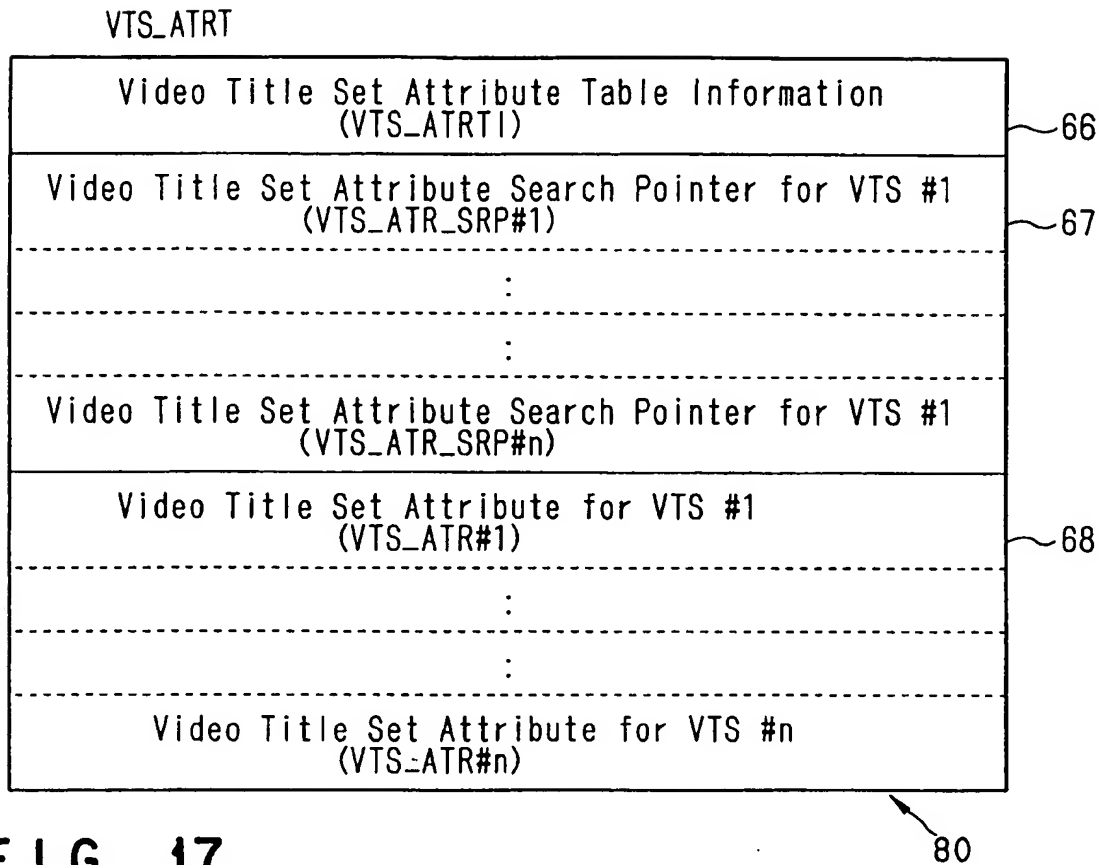 VTS_ATRT
Video Title Set Attribute Table Information
(VTS_ATRTI)
66
Video Title Set Attribute Search Pointer for VTS #1
(VTS_ATR_SRP#1)
67
:
:
Video Title Set Attribute Search Pointer for VTS #1
(VTS_ATR_SRP#n)
Video Title Set Attribute for VTS #1
(VTS_ATR#1)
68
:
:
Video Title Set Attribute for VTS #n
(VTS_ATR#n)
80
FIG. 17